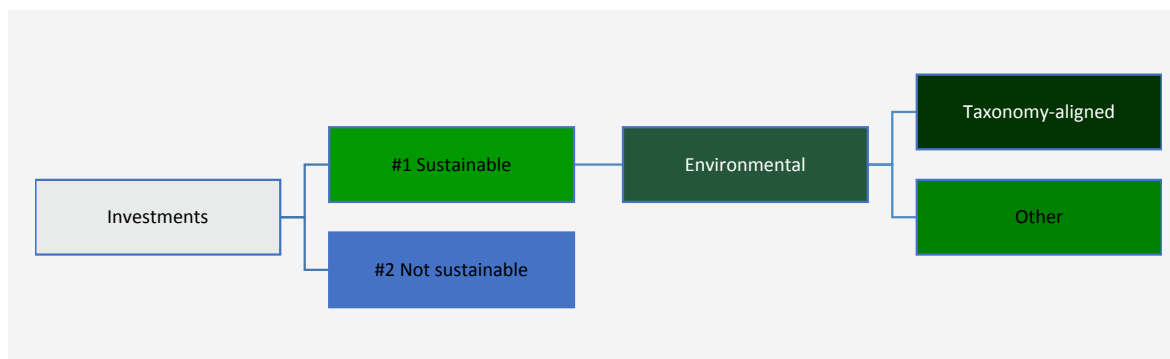 Investments
#1 Sustainable
#2 Not sustainable
Environmental
Taxonomy-aligned
Other